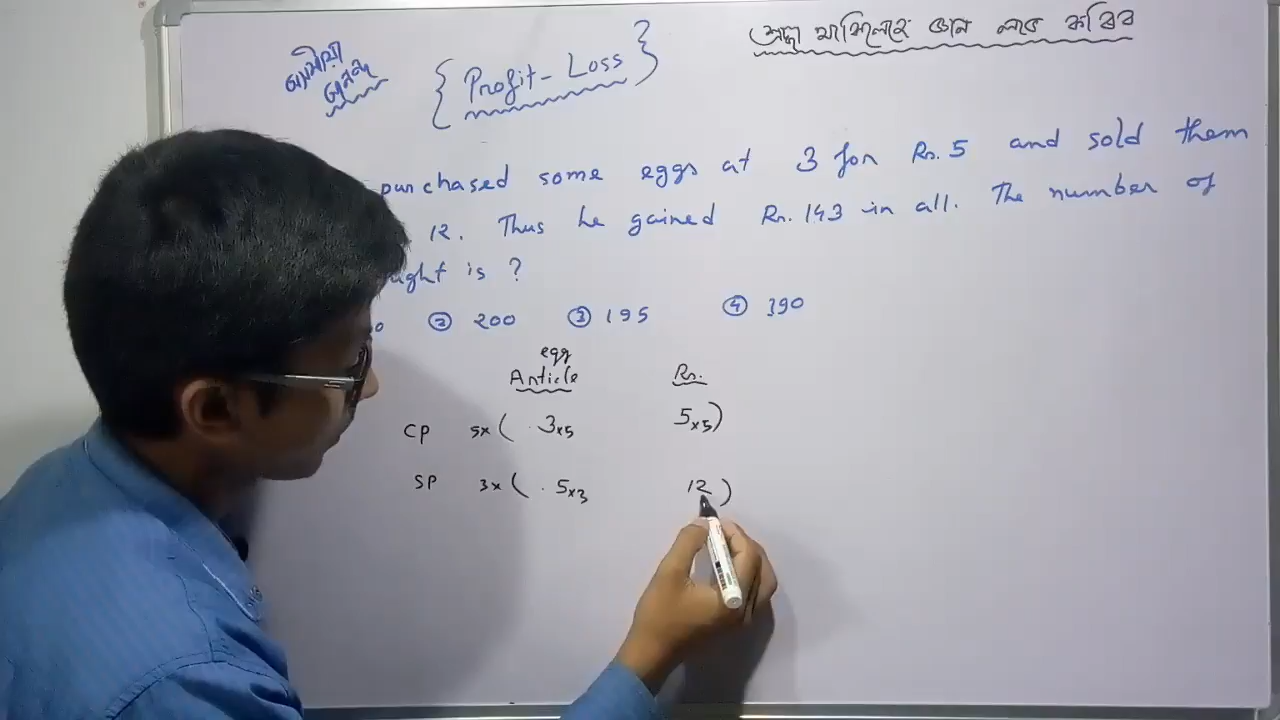 { Profit - Loss }
purchased some eggs at 3 for Rs. 5 and sold them
12. Thus he gained Rs. 143 in all. The number of
ught is ?
0 ② 200 ③ 195 ④ 390
egg
Article Rs.
CP 5x ( 3x5 5x5 )
SP 3x ( 5x3 12 )